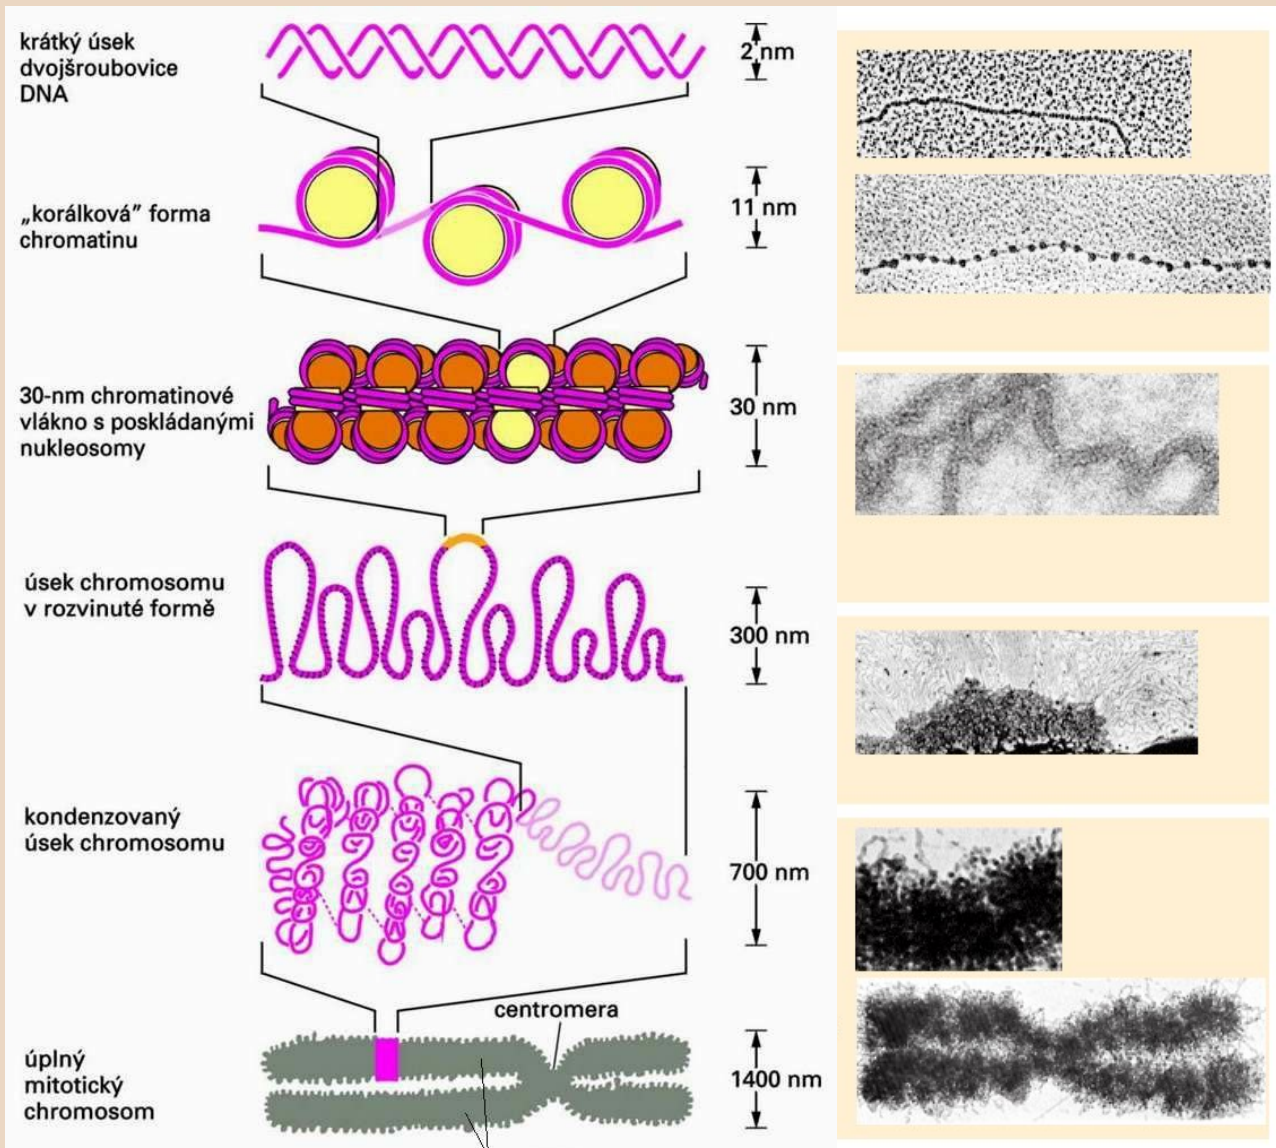 krátký úsek
dvojšroubovice
DNA
2 nm
„korálková” forma
chromatinu
11 nm
30-nm chromatinové
vlákno s poskládanými
nukleosomy
30 nm
úsek chromosomu
v rozvinuté formě
300 nm
kondenzovaný
úsek chromosomu
700 nm
centromera
úplný
mitotický
chromosom
1400 nm